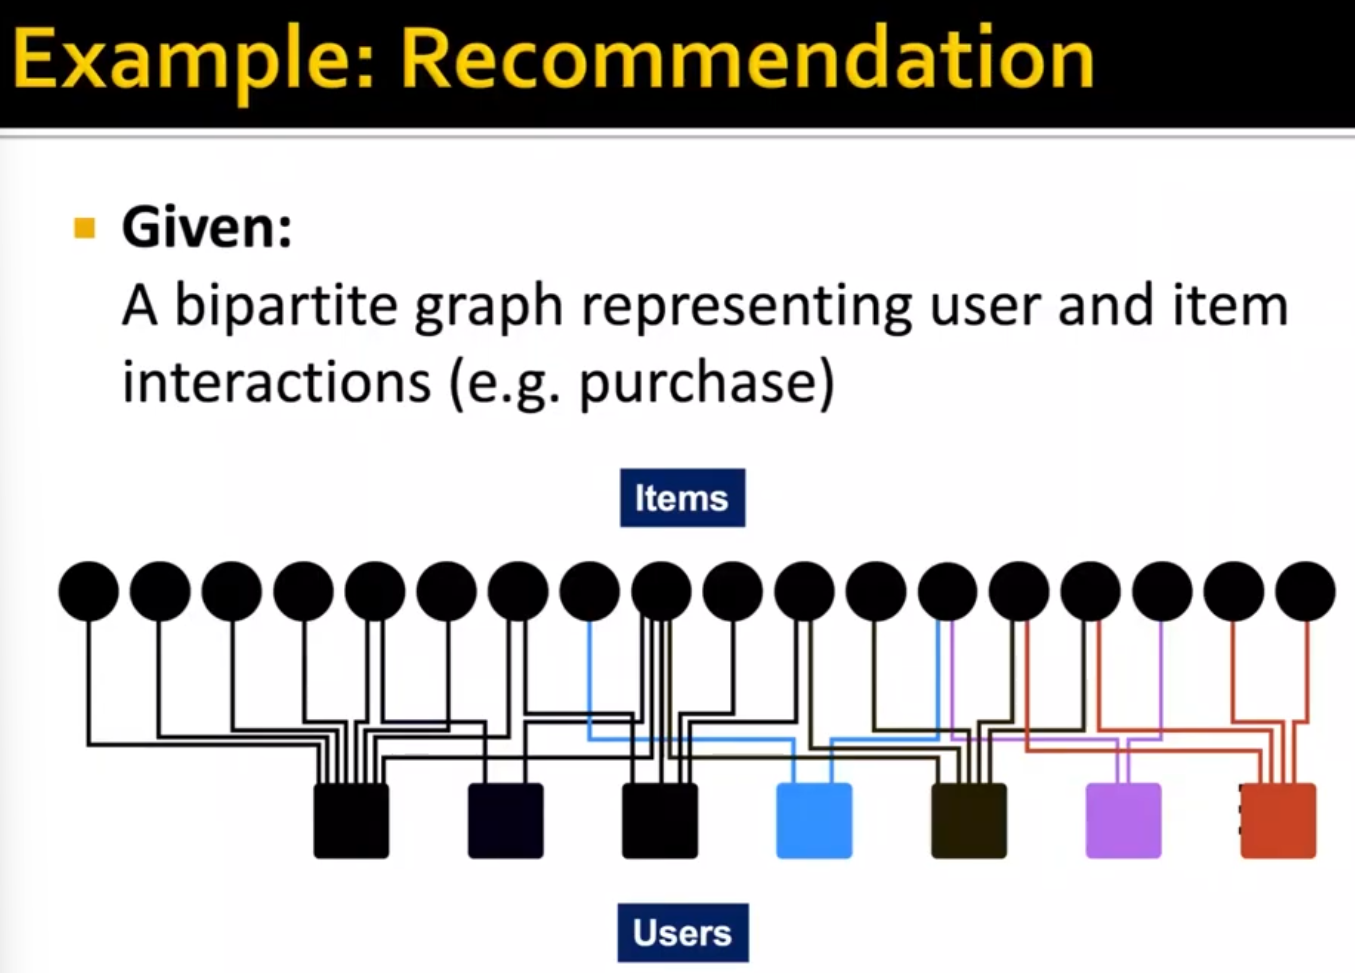 Example: Recommendation
Given:
A bipartite graph representing user and item
interactions (e.g. purchase)
Items
Users